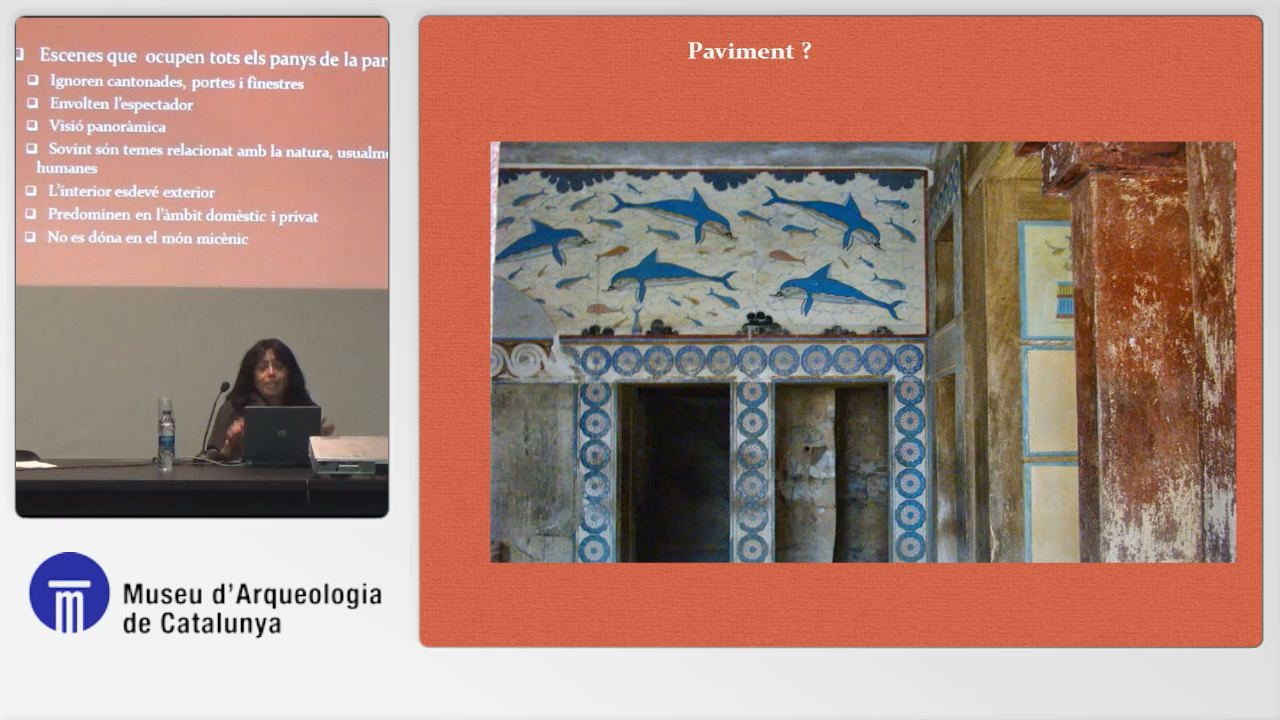 Escenes que ocupen tots els panys de la par
Ignoren cantonades, portes i finestres
Envolten l'espectador
Visió panoràmica
Sovint són temes relacionat amb la natura, usualme
humanes
L'interior esdevé exterior
Predominen en l'àmbit domèstic i privat
No es dóna en el món micènic
Paviment ?
Museu d'Arqueologia
de Catalunya